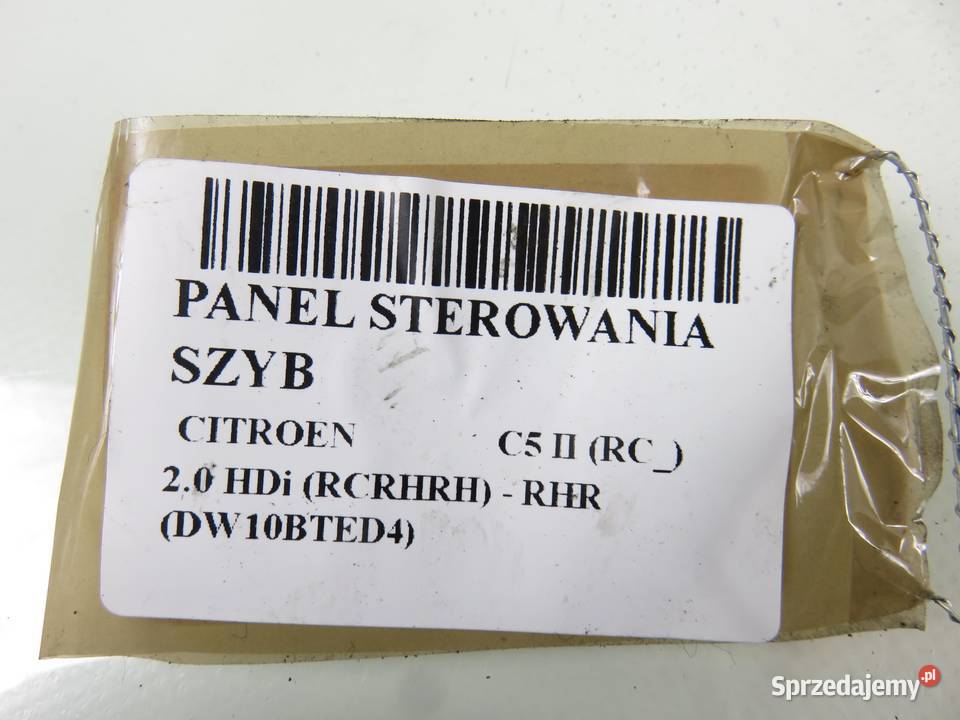 PANEL STEROWANIA
SZYB
CITROEN C5 II (RC_)
2.0 HDi (RCRHRH) - RHR
(DW10BTED4)
Sprzedajemy.pl